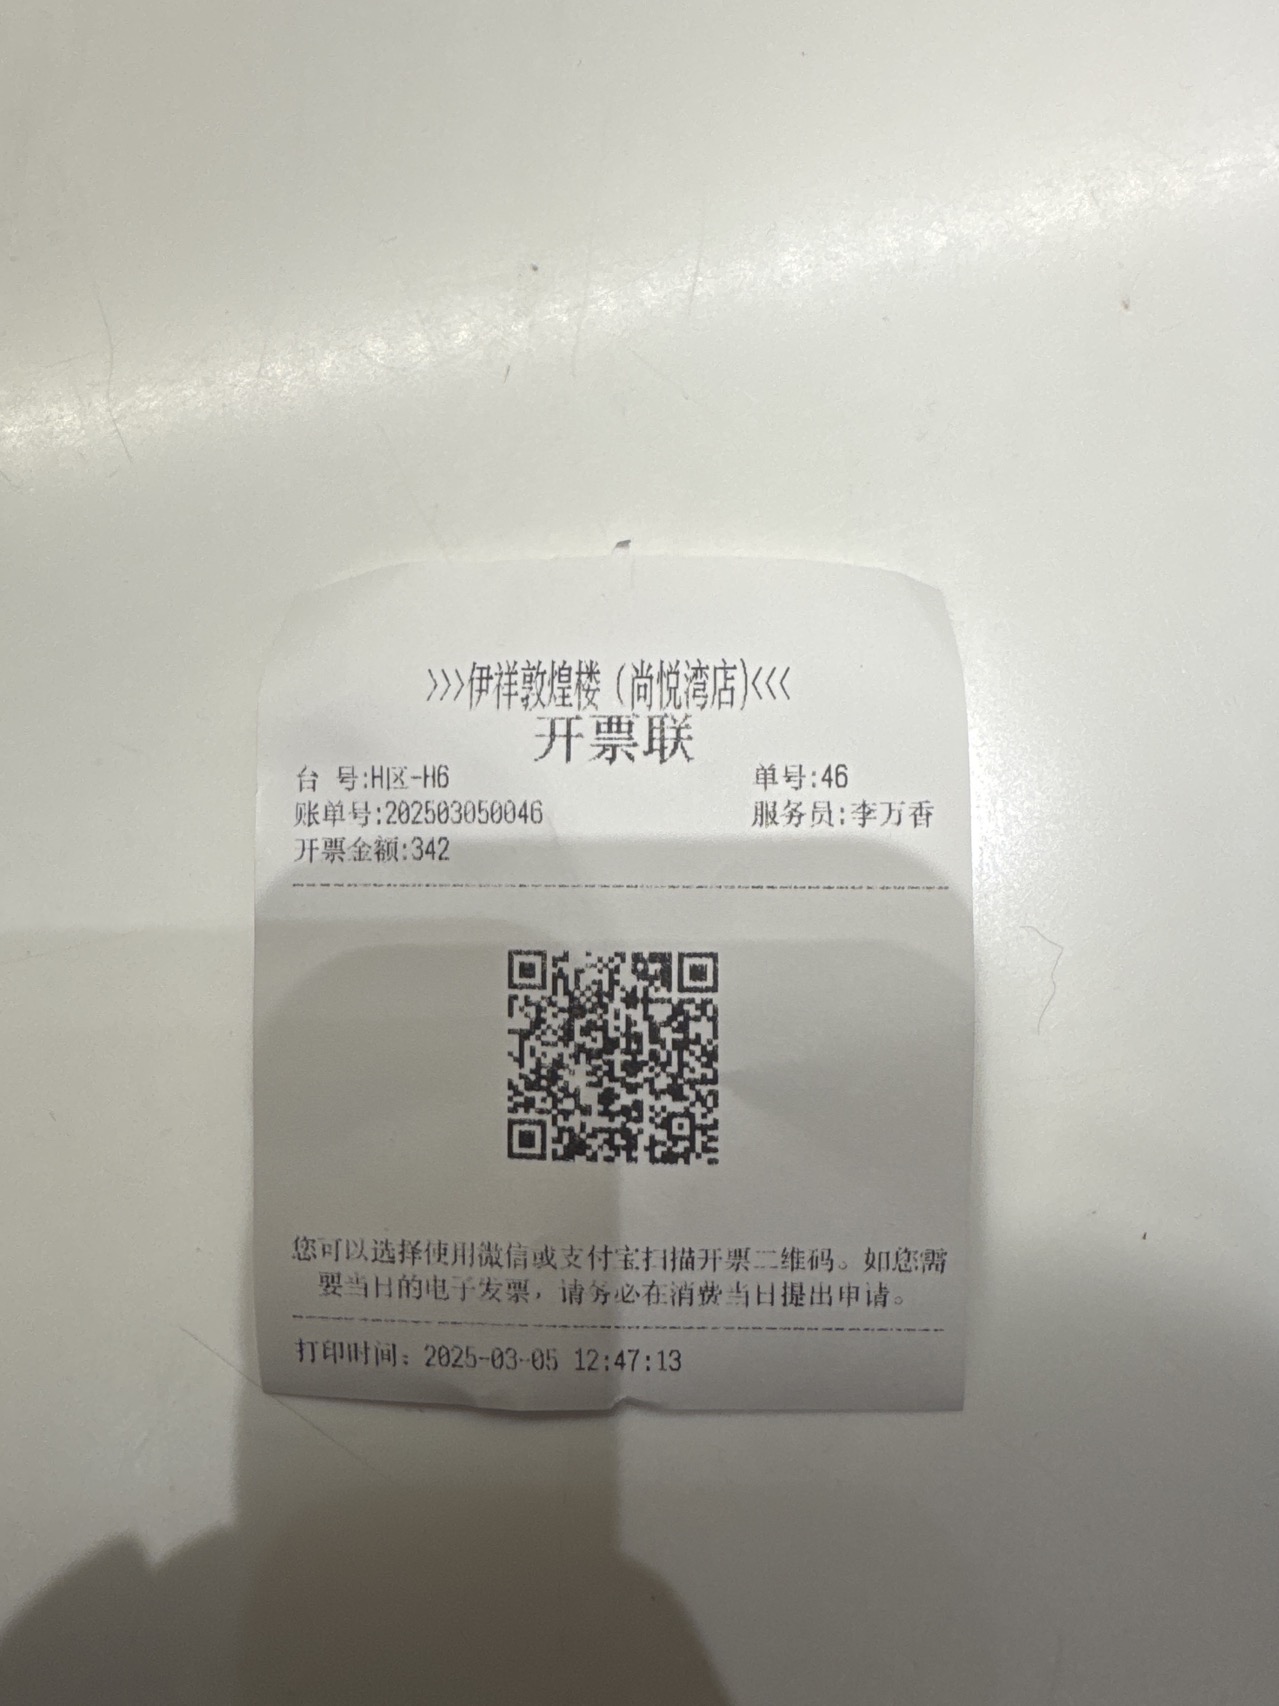 >>>伊祥敦煌楼（尚悦湾店)<<<
开票联
台 号:H区-H6 单号:46
账单号:202503050046 服务员:李万香
开票金额:342
您可以选择使用微信或支付宝扫描开票二维码。如您需
要当日的电子发票，请务必在消费当日提出申请。
打印时间：2025-03-05 12:47:13